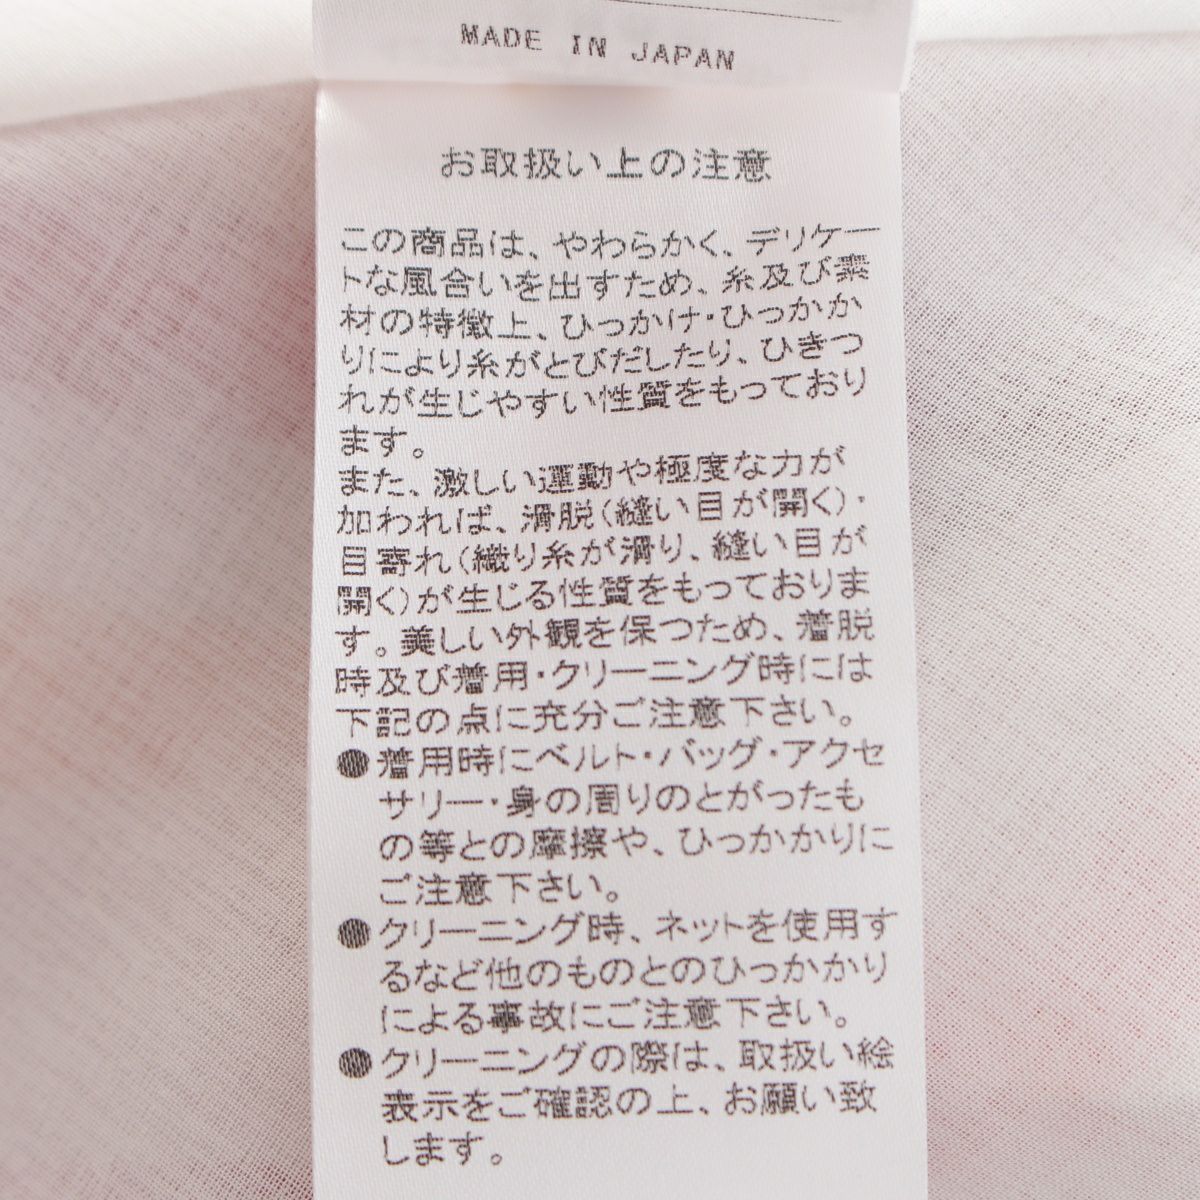 MADE IN JAPAN
お取扱い上の注意
この商品は、やわらかく、デリケー
トな風合いを出すため、糸及び素
材の特徴上、ひっかけ・ひっかか
りにより糸がとびだしたり、ひきつ
れが生じやすい性質をもっており
ます。
また、激しい運動や極度な力が
加われば、滑脱(縫い目が開く)・
目寄れ(織り糸が滑り、縫い目が
開く)が生じる性質をもっておりま
す。美しい外観を保つため、着脱
時及び着用・クリーニング時には
下記の点に充分ご注意下さい。
●着用時にベルト・バッグ・アクセ
サリー・身の周りのとがったも
の等との摩擦や、ひっかかりに
ご注意下さい。
●クリーニング時、ネットを使用す
るなど他のものとのひっかかり
による事故にご注意下さい。
●クリーニングの際は、取扱い絵
表示をご確認の上、お願い致
します。